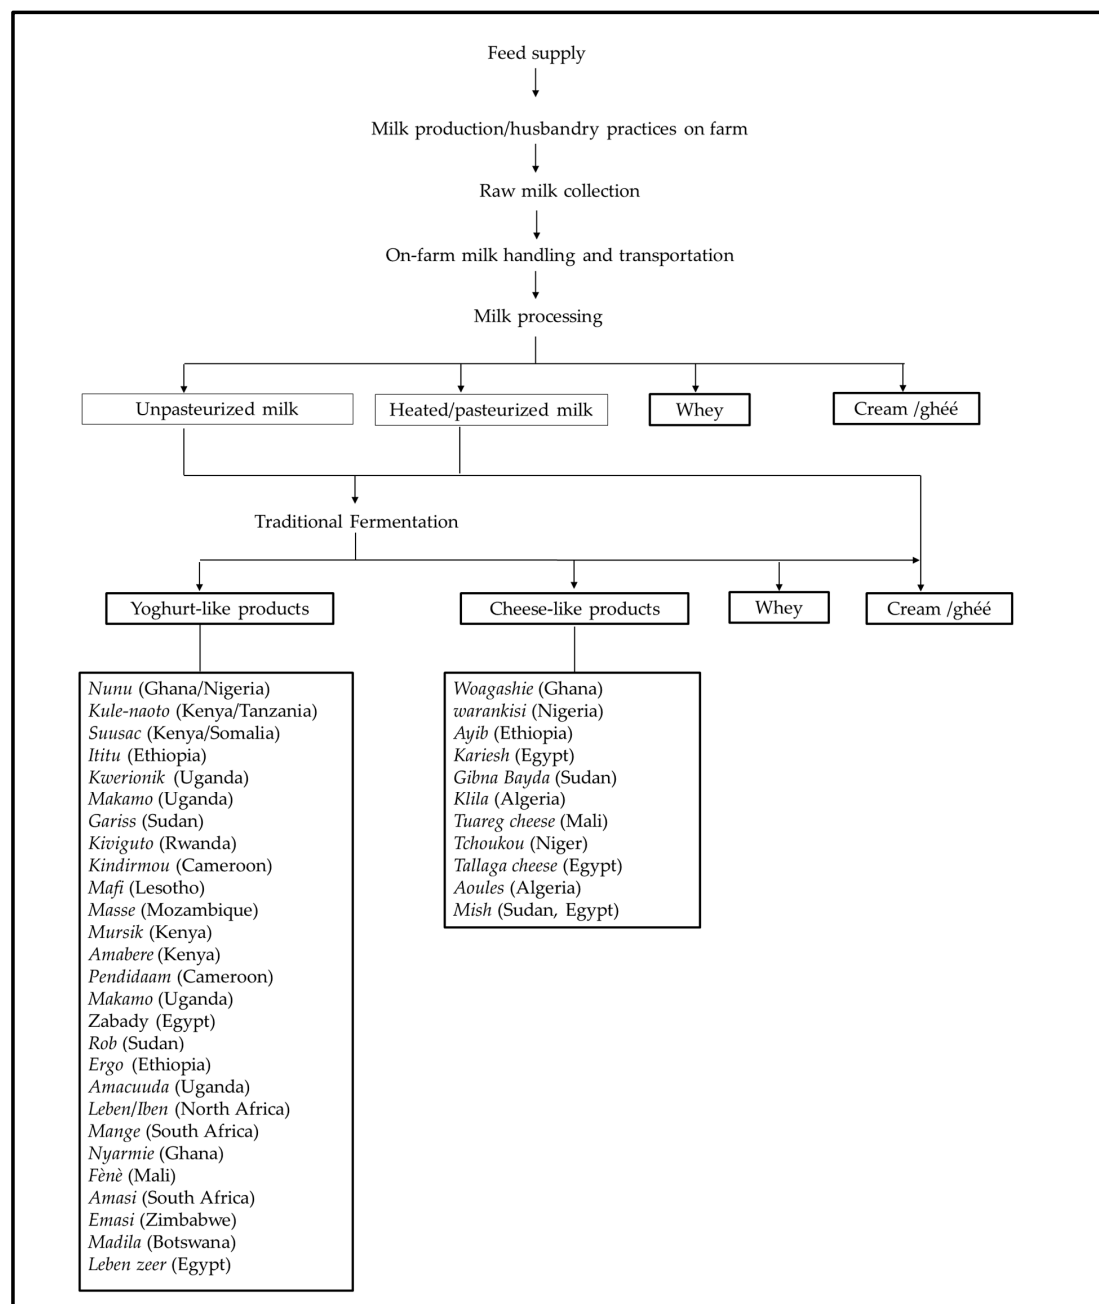 Feed supply
Milk production/husbandry practices on farm
Raw milk collection
On-farm milk handling and transportation
Milk processing
Unpasteurized milk
Heated/pasteurized milk
Whey
Cream /ghéé
Traditional Fermentation
Yoghurt-like products
Cheese-like products
Whey
Cream /ghéé
Nunu (Ghana/Nigeria)
Kule-naoto (Kenya/Tanzania)
Suusac (Kenya/Somalia)
Ititu (Ethiopia)
Kwerionik (Uganda)
Makamo (Uganda)
Gariss (Sudan)
Kiviguto (Rwanda)
Kindirmou (Cameroon)
Mafi (Lesotho)
Masse (Mozambique)
Mursik (Kenya)
Amabere (Kenya)
Pendidaam (Cameroon)
Makamo (Uganda)
Zabady (Egypt)
Rob (Sudan)
Ergo (Ethiopia)
Amacuuda (Uganda)
Leben/Iben (North Africa)
Mange (South Africa)
Nyarmie (Ghana)
Fènè (Mali)
Amasi (South Africa)
Emasi (Zimbabwe)
Madila (Botswana)
Leben zeer (Egypt)
Woagashie (Ghana)
warankisi (Nigeria)
Ayib (Ethiopia)
Kariesh (Egypt)
Gibna Bayda (Sudan)
Klila (Algeria)
Tuareg cheese (Mali)
Tchoukou (Niger)
Tallaga cheese (Egypt)
Aoules (Algeria)
Mish (Sudan, Egypt)